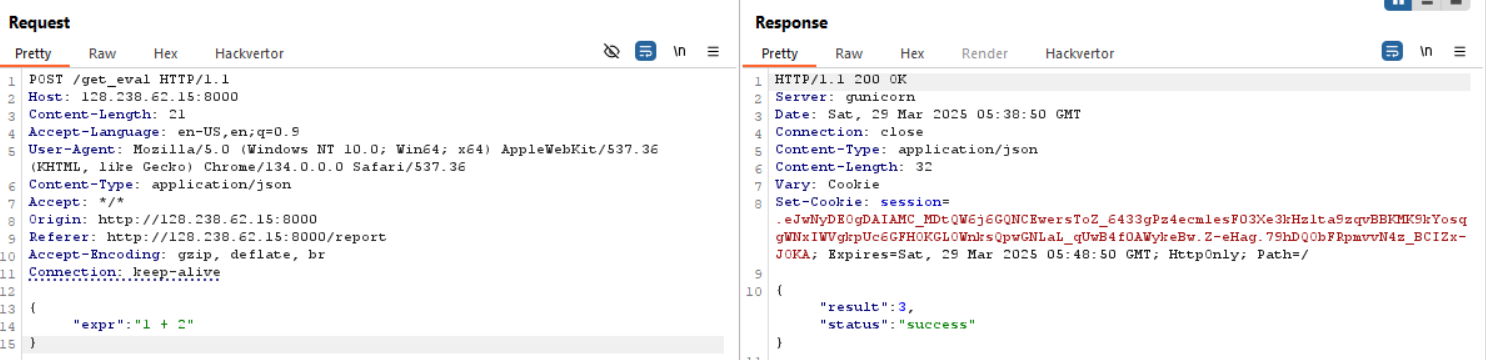 Request
Pretty Raw Hex Hackvertor \n
1 POST /get_eval HTTP/1.1
2 Host: 128.238.62.15:8000
3 Content-Length: 21
4 Accept-Language: en-US,en;q=0.9
5 User-Agent: Mozilla/5.0 (Windows NT 10.0; Win64; x64) AppleWebKit/537.36
(KHTML, like Gecko) Chrome/134.0.0.0 Safari/537.36
6 Content-Type: application/json
7 Accept: */*
8 Origin: http://128.238.62.15:8000
9 Referer: http://128.238.62.15:8000/report
10 Accept-Encoding: gzip, deflate, br
11 Connection: keep-alive
12
13 {
14 "expr":"1 + 2"
15 }
Response
Pretty Raw Hex Render Hackvertor \n
1 HTTP/1.1 200 OK
2 Server: gunicorn
3 Date: Sat, 29 Mar 2025 05:38:50 GMT
4 Connection: close
5 Content-Type: application/json
6 Content-Length: 32
7 Vary: Cookie
8 Set-Cookie: session=
.eJwNyDEOgDAIAMC_MDtQW6j6GQNCEwersToZ_6433gPz4ecmlesF03Xe3kHzlta9zqvBBKMK9kYosq
gWNxIWVgkpUc6GFH0KGL0WnksQpwGNLaL_qUwB4f0AWykeBw.Z-eHag.79hDQ0bFRpmvvN4z_BCIZx-
J0KA; Expires=Sat, 29 Mar 2025 05:48:50 GMT; HttpOnly; Path=/
9
10 {
"result":3,
"status":"success"
}